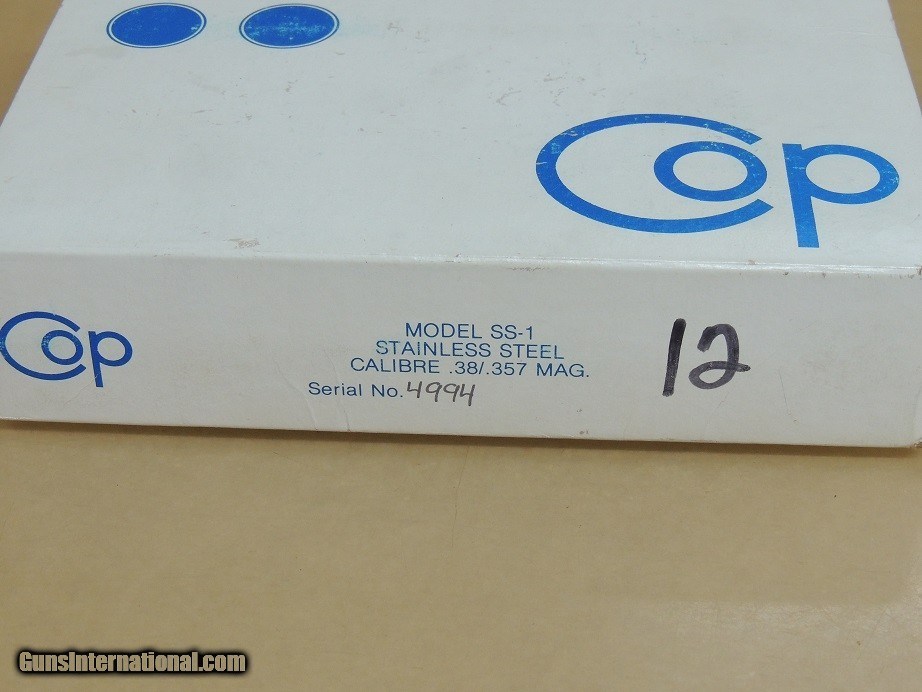 Cop
Cop
MODEL SS-1
STAINLESS STEEL
CALIBRE .38/.357 MAG.
Serial No. 4994
12
GunsInternational.com